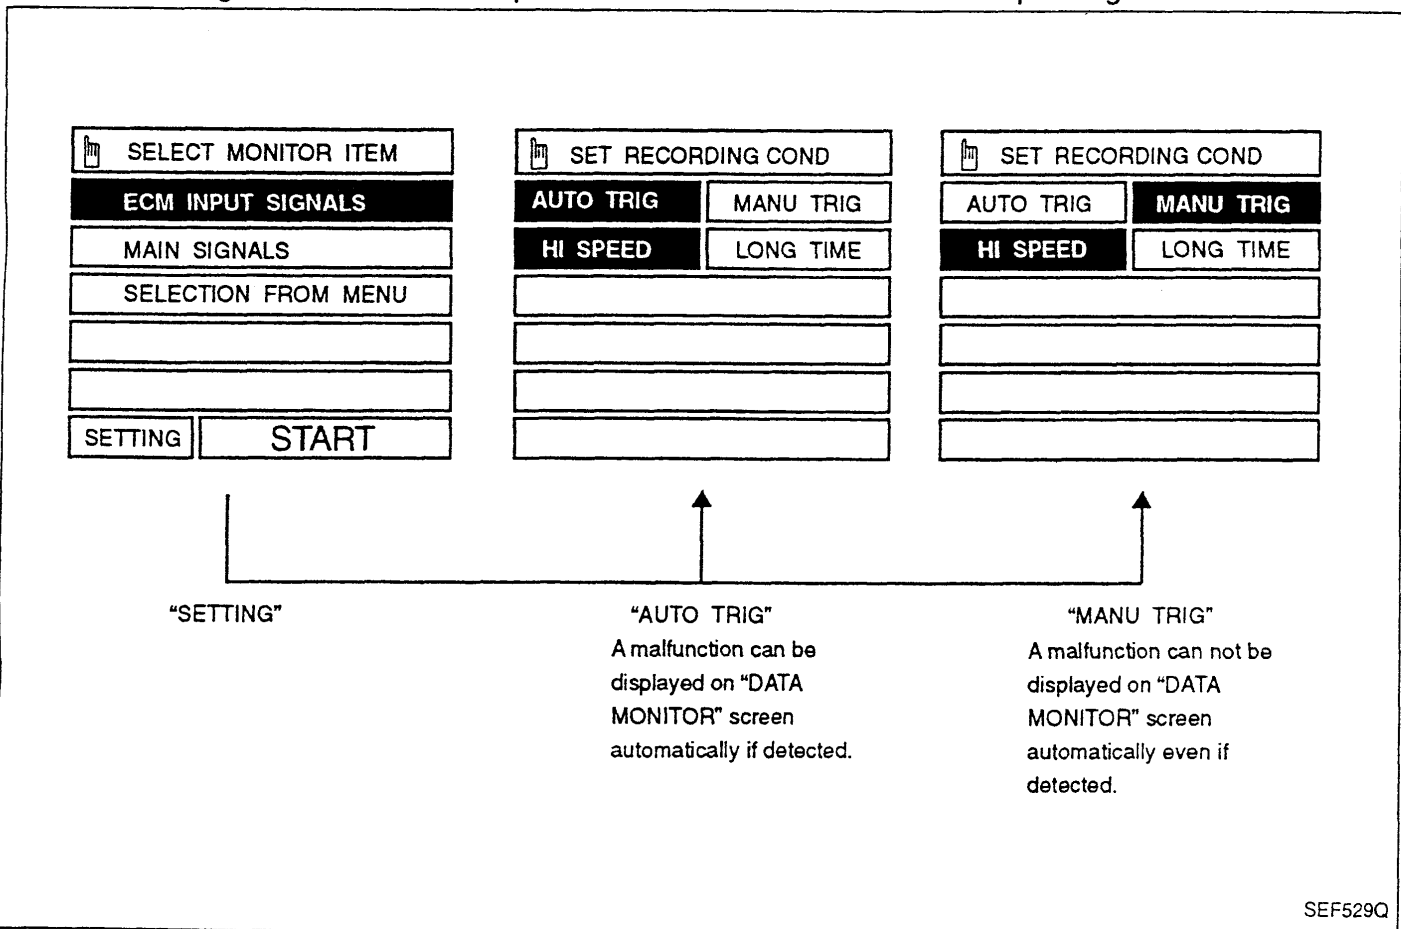 SELECT MONITOR ITEM
ECM INPUT SIGNALS
MAIN SIGNALS
SELECTION FROM MENU
SETTING
START
SET RECORDING COND
AUTO TRIG
MANU TRIG
HI SPEED
LONG TIME
SET RECORDING COND
AUTO TRIG
MANU TRIG
HI SPEED
LONG TIME
"SETTING"
"AUTO TRIG"
A malfunction can be
displayed on "DATA
MONITOR" screen
automatically if detected.
"MANU TRIG"
A malfunction can not be
displayed on "DATA
MONITOR" screen
automatically even if
detected.
SEF529Q